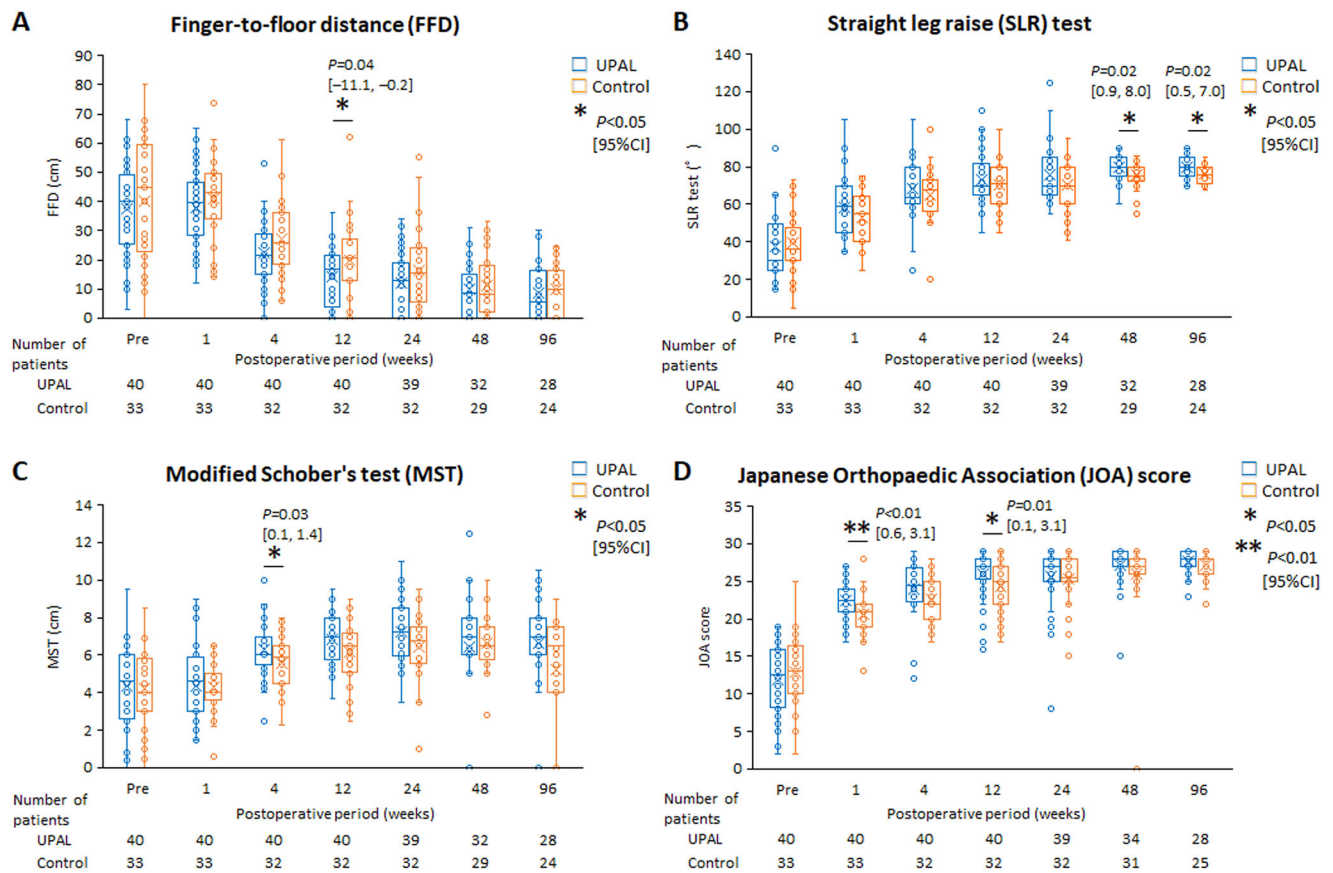 A
Finger-to-floor distance (FFD)
UPAL
Control
* P<0.05
[95%CI]
P=0.04
[−11.1, −0.2]
*
FFD (cm)
90
80
70
60
50
40
30
20
10
0
Pre 1 4 12 24 48 96
Postoperative period (weeks)
Number of
patients
UPAL 40 40 40 40 39 32 28
Control 33 33 32 32 32 29 24
B
Straight leg raise (SLR) test
UPAL
Control
* P<0.05
[95%CI]
P=0.02 P=0.02
[0.9, 8.0] [0.5, 7.0]
* *
SLR test (°)
140
120
100
80
60
40
20
0
Pre 1 4 12 24 48 96
Postoperative period (weeks)
Number of
patients
UPAL 40 40 40 40 39 32 28
Control 33 33 32 32 32 29 24
C
Modified Schober's test (MST)
UPAL
Control
* P<0.05
[95%CI]
P=0.03
[0.1, 1.4]
*
MST (cm)
14
12
10
8
6
4
2
0
Pre 1 4 12 24 48 96
Postoperative period (weeks)
Number of
patients
UPAL 40 40 40 40 39 32 28
Control 33 33 32 32 32 29 24
D
Japanese Orthopaedic Association (JOA) score
UPAL
Control
* P<0.05
** P<0.01
[95%CI]
P<0.01 P=0.01
** [0.6, 3.1] * [0.1, 3.1]
JOA score
35
30
25
20
15
10
5
0
Pre 1 4 12 24 48 96
Postoperative period (weeks)
Number of
patients
UPAL 40 40 40 40 39 34 28
Control 33 33 32 32 32 31 25